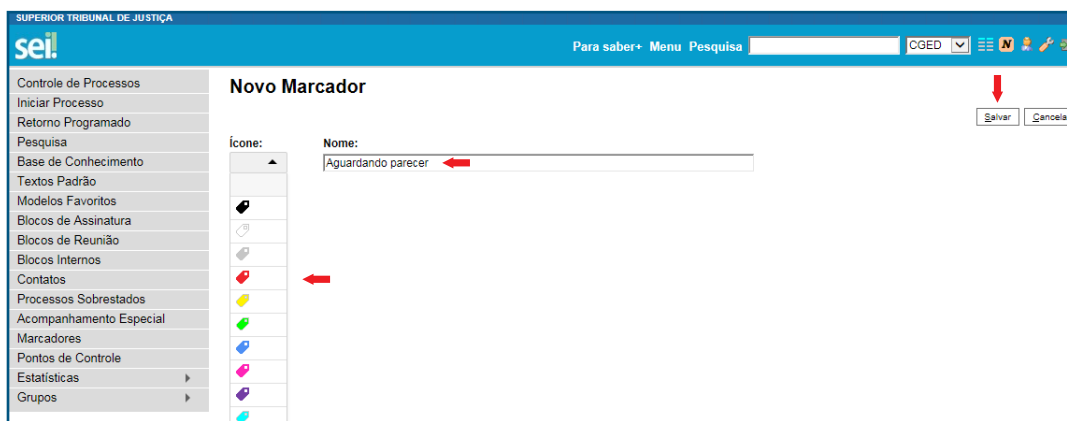 SUPERIOR TRIBUNAL DE JUSTIÇA
sei!
Para saber+ Menu Pesquisa
CGED
N
Controle de Processos
Iniciar Processo
Retorno Programado
Pesquisa
Base de Conhecimento
Textos Padrão
Modelos Favoritos
Blocos de Assinatura
Blocos de Reunião
Blocos Internos
Contatos
Processos Sobrestados
Acompanhamento Especial
Marcadores
Pontos de Controle
Estatísticas
Grupos
Novo Marcador
Salvar
Cancela
Ícone:
Nome:
Aguardando parecer